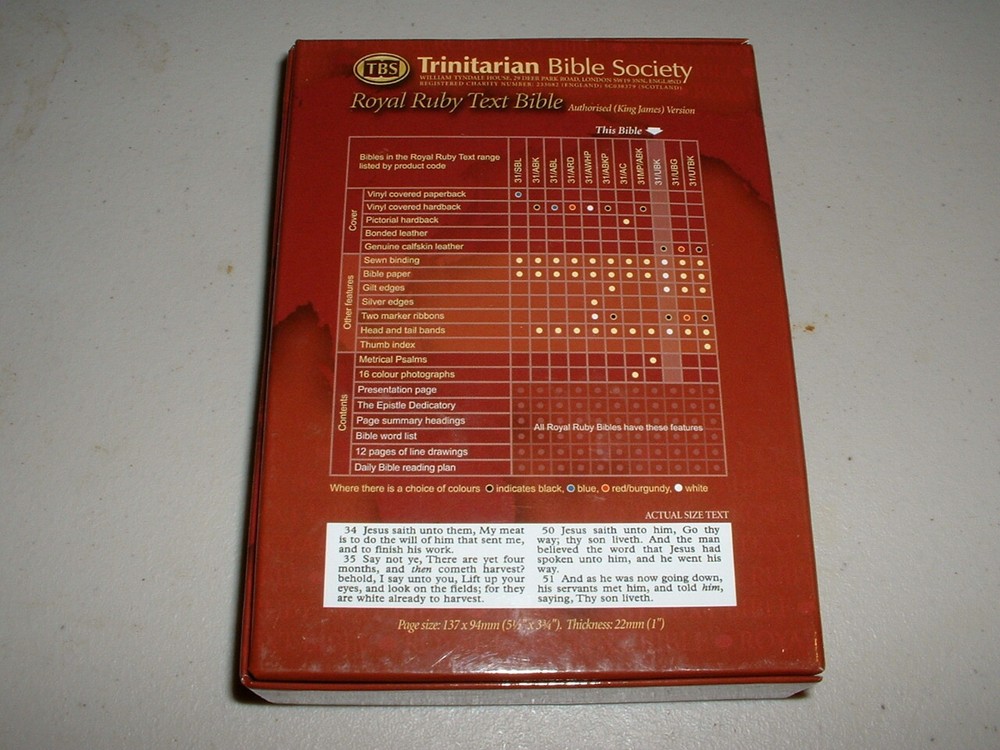 TBS
Trinitarian Bible Society
WILLIAM TYNDALE HOUSE, 29 DEER PARK ROAD, LONDON SW19 3NN, ENGLAND
REGISTERED CHARITY NUMBER: 233082 (ENGLAND) SC038379 (SCOTLAND)
Royal Ruby Text Bible Authorised (King James) Version
This Bible
Bibles in the Royal Ruby Text range
listed by product code
31/SBL
31/ABK
31/ABL
31/ARD
31/AWHP
31/ABKP
31/AC
31MP/ABK
31/UBK
31/UBG
31/UTBK
Cover
Vinyl covered paperback
Vinyl covered hardback
Pictorial hardback
Bonded leather
Genuine calfskin leather
Other features
Sewn binding
Bible paper
Gilt edges
Silver edges
Two marker ribbons
Head and tail bands
Thumb index
Contents
Metrical Psalms
16 colour photographs
Presentation page
The Epistle Dedicatory
Page summary headings
Bible word list
12 pages of line drawings
Daily Bible reading plan
All Royal Ruby Bibles have these features
Where there is a choice of colours indicates black, blue, red/burgundy, white
ACTUAL SIZE TEXT
34 Jesus saith unto them, My meat
is to do the will of him that sent me,
and to finish his work.
35 Say not ye, There are yet four
months, and then cometh harvest?
behold, I say unto you, Lift up your
eyes, and look on the fields; for they
are white already to harvest.
50 Jesus saith unto him, Go thy
way; thy son liveth. And the man
believed the word that Jesus had
spoken unto him, and he went his
way.
51 And as he was now going down,
his servants met him, and told him,
saying, Thy son liveth.
Page size: 137 x 94mm (5½" x 3¾"). Thickness: 22mm (1")
ROYA